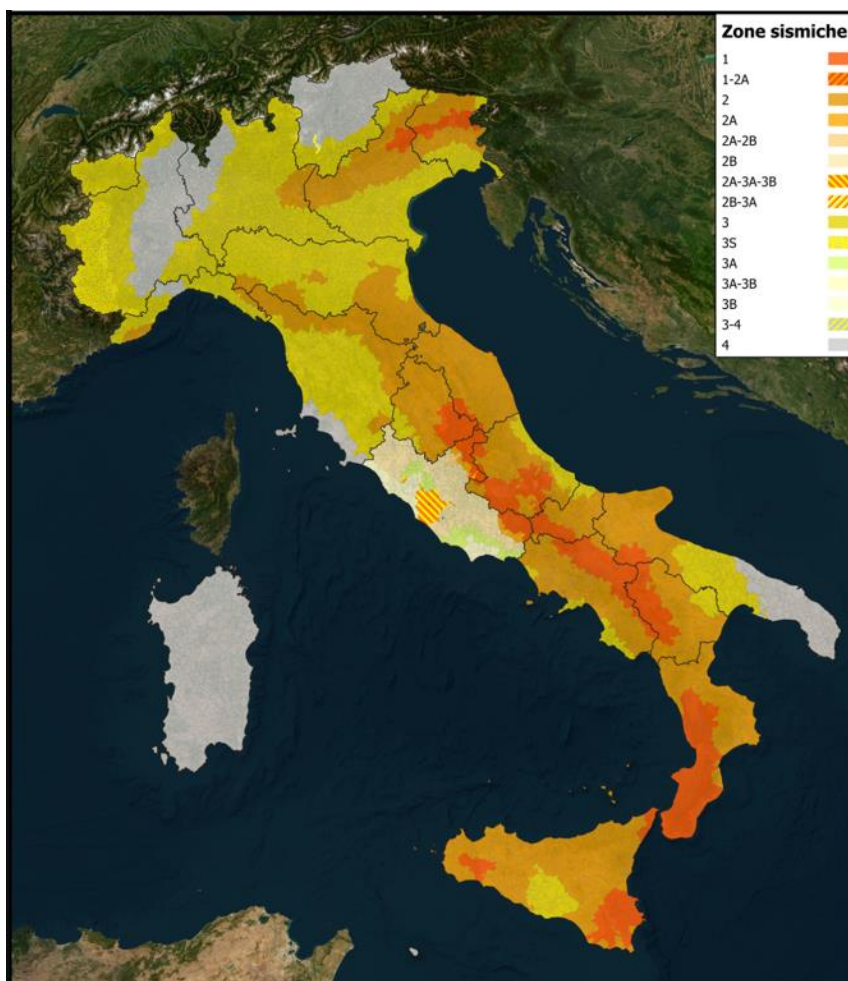 Zone sismiche
1
1-2A
2
2A
2A-2B
2B
2A-3A-3B
2B-3A
3
3S
3A
3A-3B
3B
3-4
4